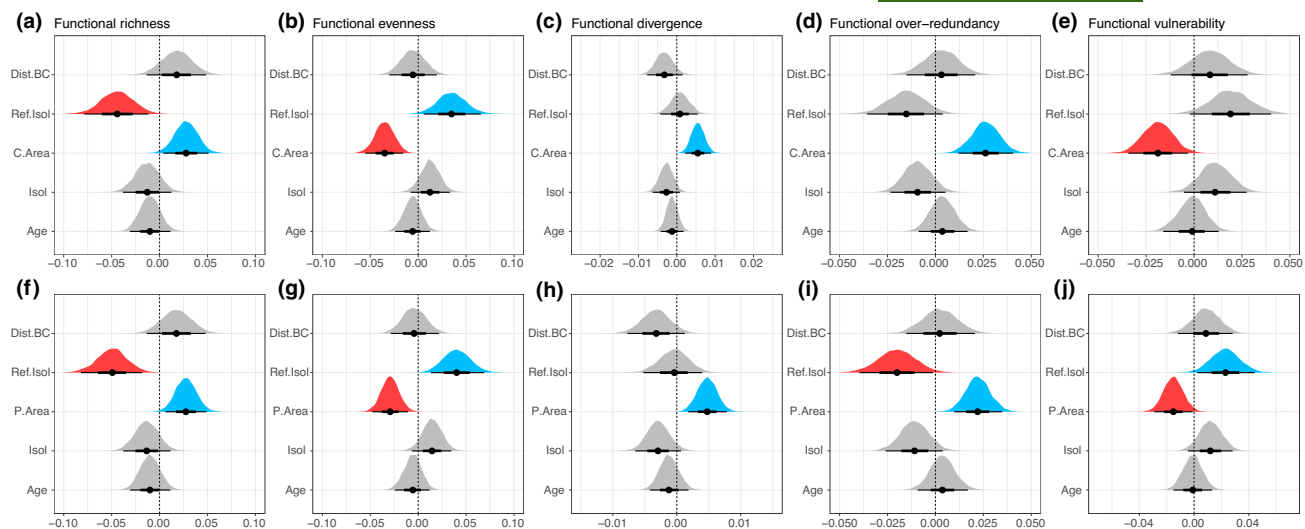 (a) Functional richness (b) Functional evenness (c) Functional divergence (d) Functional over−redundancy (e) Functional vulnerability
Dist.BC Dist.BC Dist.BC Dist.BC Dist.BC
Ref.Isol Ref.Isol Ref.Isol Ref.Isol Ref.Isol
C.Area C.Area C.Area C.Area C.Area
Isol Isol Isol Isol Isol
Age Age Age Age Age
−0.10 −0.05 0.00 0.05 0.10 −0.10 −0.05 0.00 0.05 0.10 −0.02 −0.01 0.00 0.01 0.02 −0.050 −0.025 0.000 0.025 0.050 −0.050 −0.025 0.000 0.025 0.050
(f) (g) (h) (i) (j)
Dist.BC Dist.BC Dist.BC Dist.BC Dist.BC
Ref.Isol Ref.Isol Ref.Isol Ref.Isol Ref.Isol
P.Area P.Area P.Area P.Area P.Area
Isol Isol Isol Isol Isol
Age Age Age Age Age
−0.10 −0.05 0.00 0.05 0.10 −0.10 −0.05 0.00 0.05 0.10 −0.01 0.00 0.01 −0.050 −0.025 0.000 0.025 0.050 −0.04 0.00 0.04